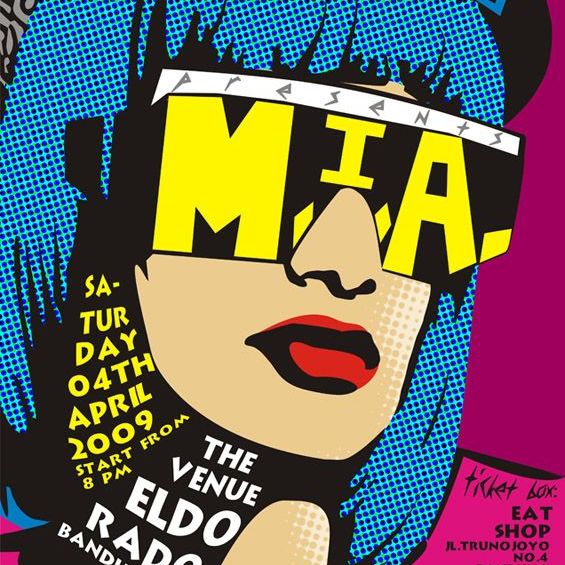 presents
M.I.A.
SA-
TUR
DAY
04TH
APRIL
2009
START FROM
8 PM
THE
VENUE
ELDO
RADO
ticket box:
EAT
SHOP
JL.TRUNOJOYO
NO.4